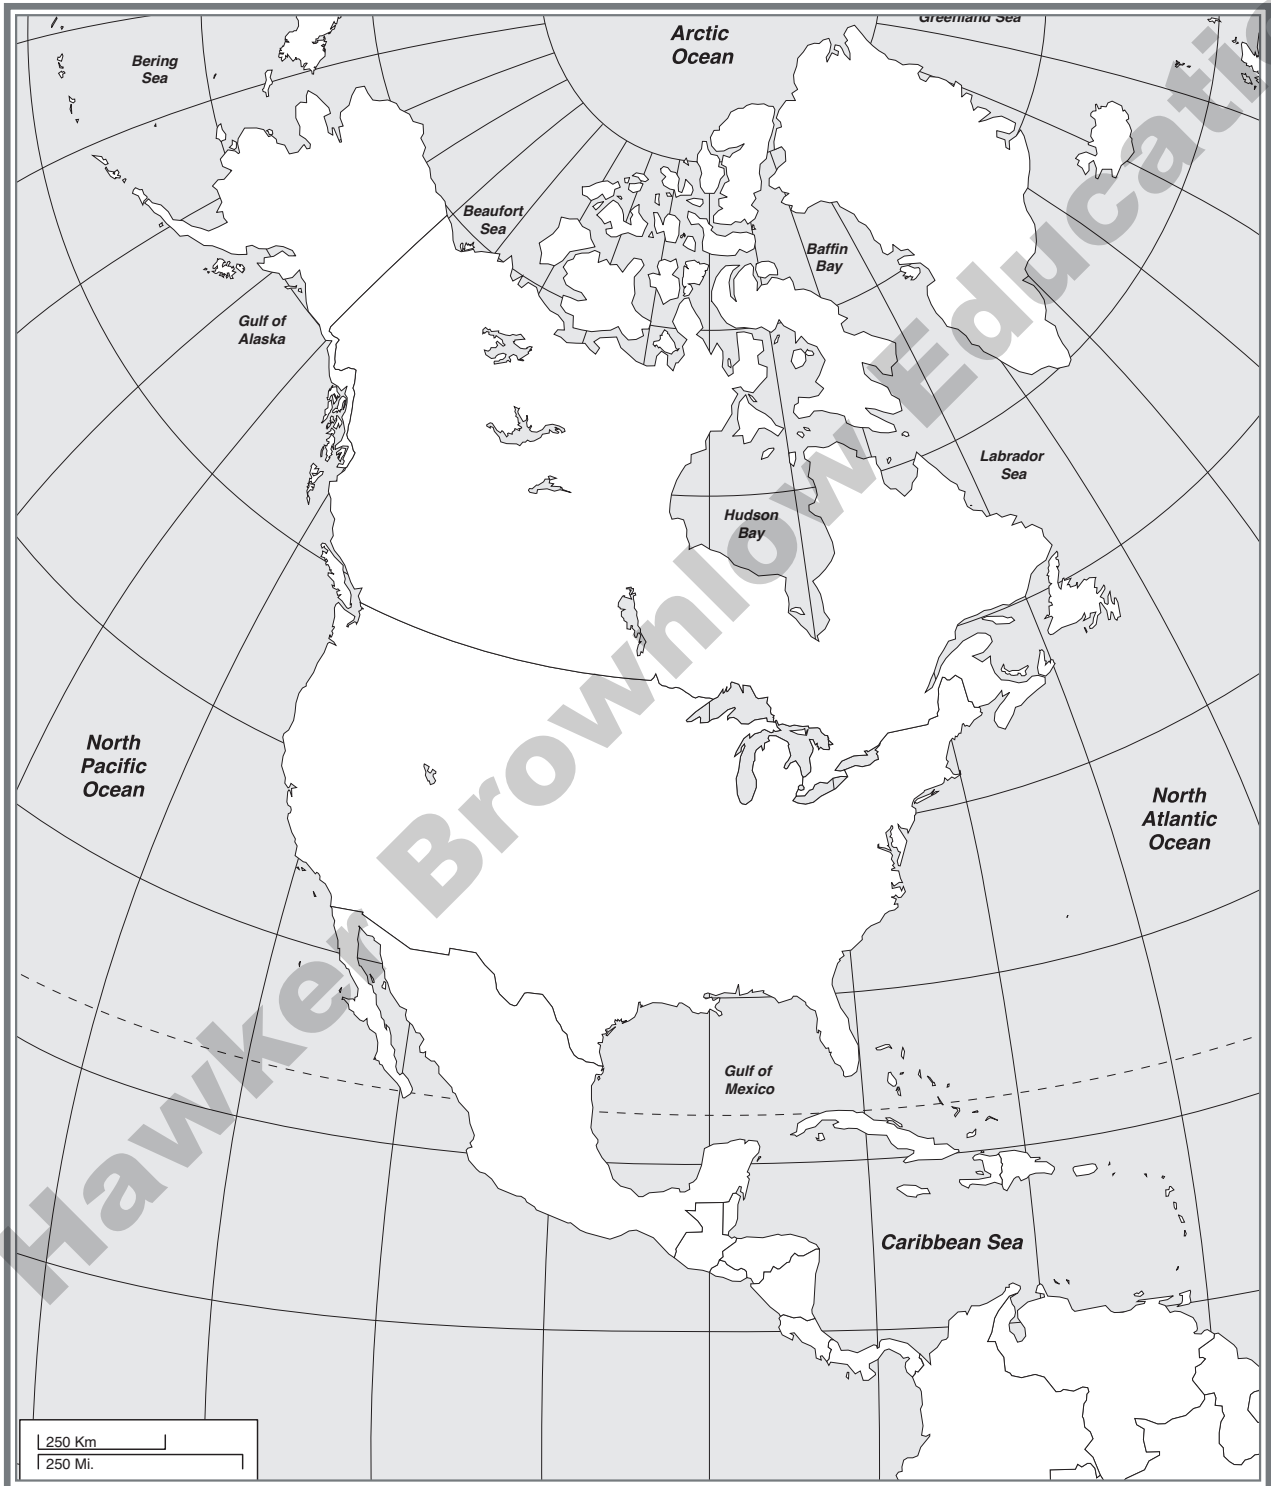 Arctic
Ocean
Greenland Sea
Bering
Sea
Beaufort
Sea
Baffin
Bay
Gulf of
Alaska
Labrador
Sea
Hudson
Bay
North
Pacific
Ocean
North
Atlantic
Ocean
Gulf of
Mexico
Caribbean Sea
250 Km
250 Mi.
Hawker Brownlow Educatio